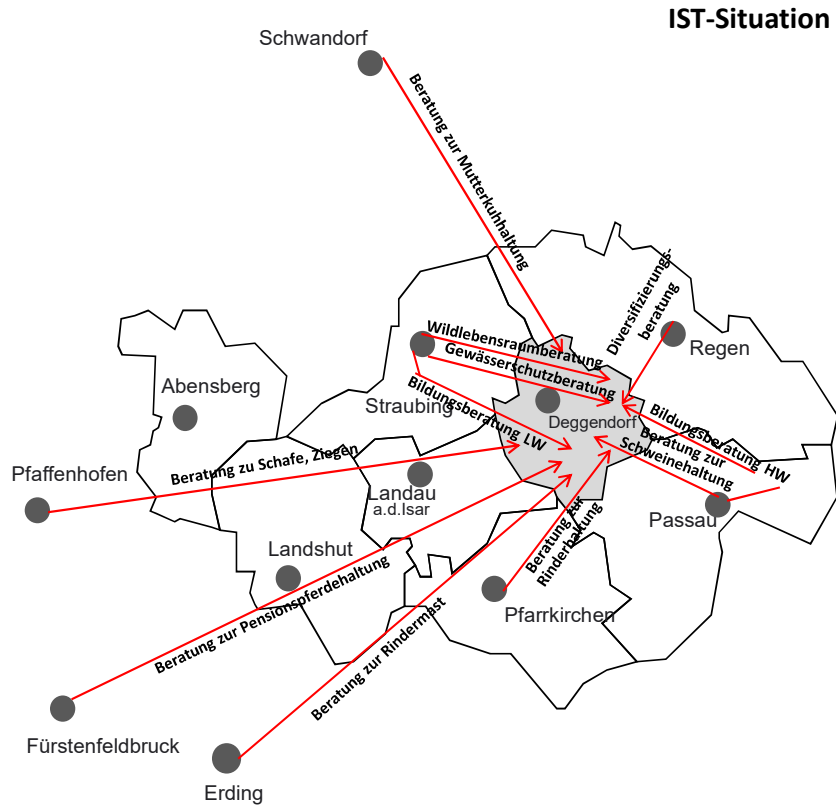 IST-Situation
Schwandorf
Beratung zur Mutterkuhhaltung
Diversifizierungs-
beratung
Regen
Wildlebensraumberatung
Gewässerschutzberatung
Straubing
Bildungsberatung LW
Abensberg
Deggendorf
Bildungsberatung HW
Beratung zur
Schweinehaltung
Pfaffenhofen
Beratung zu Schafe, Ziegen
Landau
a.d.Isar
Passau
Landshut
Beratung zur Pensionspferdehaltung
Beratung zur
Rinderhaltung
Pfarrkirchen
Beratung zur Rindermast
Fürstenfeldbruck
Erding